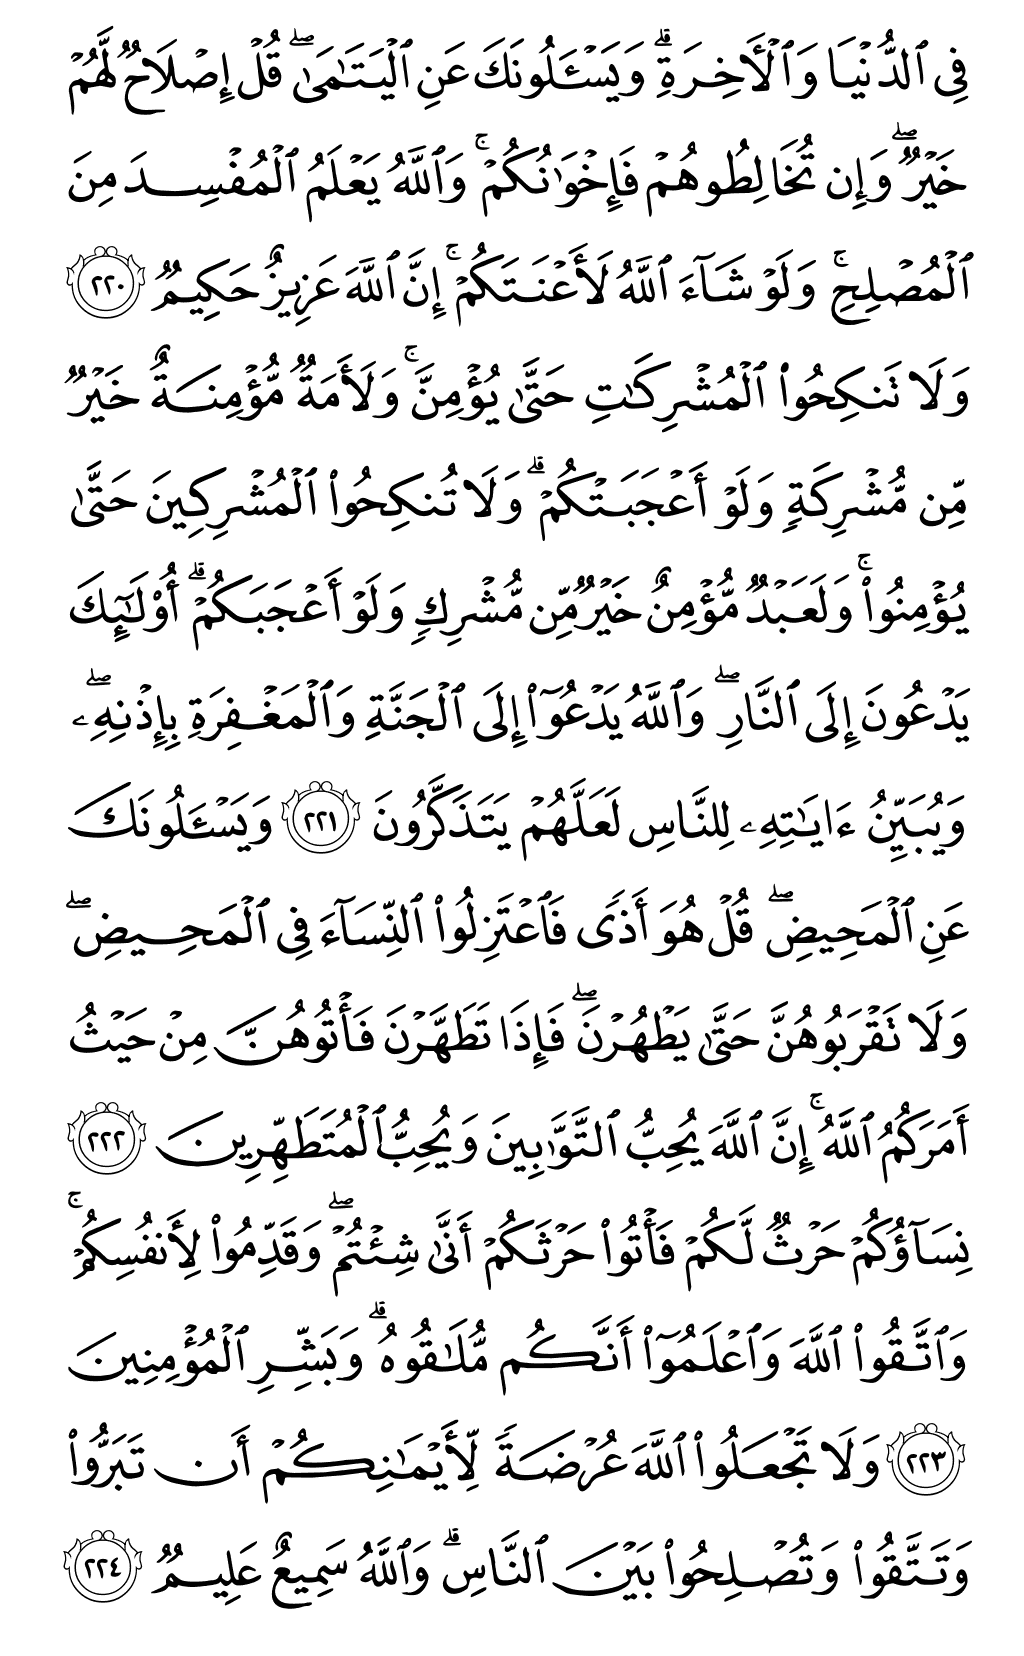 فِى ٱلدُّنْيَا وَٱلْـَٔاخِرَةِ ۗ وَيَسْـَٔلُونَكَ عَنِ ٱلْيَتَـٰمَىٰ ۖ قُلْ إِصْلَاحٌ لَّهُمْ
خَيْرٌ ۖ وَإِن تُخَالِطُوهُمْ فَإِخْوَٰنُكُمْ ۚ وَٱللَّهُ يَعْلَمُ ٱلْمُفْسِدَ مِنَ
ٱلْمُصْلِحِ ۚ وَلَوْ شَآءَ ٱللَّهُ لَأَعْنَتَكُمْ ۚ إِنَّ ٱللَّهَ عَزِيزٌ حَكِيمٌ ٢٢٠
وَلَا تَنكِحُوا۟ ٱلْمُشْرِكَـٰتِ حَتَّىٰ يُؤْمِنَّ ۚ وَلَأَمَةٌ مُّؤْمِنَةٌ خَيْرٌ
مِّن مُّشْرِكَةٍ وَلَوْ أَعْجَبَتْكُمْ ۗ وَلَا تُنكِحُوا۟ ٱلْمُشْرِكِينَ حَتَّىٰ
يُؤْمِنُوا۟ ۚ وَلَعَبْدٌ مُّؤْمِنٌ خَيْرٌ مِّن مُّشْرِكٍ وَلَوْ أَعْجَبَكُمْ ۗ أُو۟لَـٰٓئِكَ
يَدْعُونَ إِلَى ٱلنَّارِ ۖ وَٱللَّهُ يَدْعُوٓا۟ إِلَى ٱلْجَنَّةِ وَٱلْمَغْفِرَةِ بِإِذْنِهِۦ ۖ
وَيُبَيِّنُ ءَايَـٰتِهِۦ لِلنَّاسِ لَعَلَّهُمْ يَتَذَكَّرُونَ ٢٢١ وَيَسْـَٔلُونَكَ
عَنِ ٱلْمَحِيضِ ۖ قُلْ هُوَ أَذًى فَٱعْتَزِلُوا۟ ٱلنِّسَآءَ فِى ٱلْمَحِيضِ ۖ
وَلَا تَقْرَبُوهُنَّ حَتَّىٰ يَطْهُرْنَ ۖ فَإِذَا تَطَهَّرْنَ فَأْتُوهُنَّ مِنْ حَيْثُ
أَمَرَكُمُ ٱللَّهُ ۚ إِنَّ ٱللَّهَ يُحِبُّ ٱلتَّوَّٰبِينَ وَيُحِبُّ ٱلْمُتَطَهِّرِينَ ٢٢٢
نِسَآؤُكُمْ حَرْثٌ لَّكُمْ فَأْتُوا۟ حَرْثَكُمْ أَنَّىٰ شِئْتُمْ ۖ وَقَدِّمُوا۟ لِأَنفُسِكُمْ ۚ
وَٱتَّقُوا۟ ٱللَّهَ وَٱعْلَمُوٓا۟ أَنَّكُم مُّلَـٰقُوهُ ۗ وَبَشِّرِ ٱلْمُؤْمِنِينَ
٢٢٣ وَلَا تَجْعَلُوا۟ ٱللَّهَ عُرْضَةً لِّأَيْمَـٰنِكُمْ أَن تَبَرُّوا۟
وَتَتَّقُوا۟ وَتُصْلِحُوا۟ بَيْنَ ٱلنَّاسِ ۗ وَٱللَّهُ سَمِيعٌ عَلِيمٌ ٢٢٤